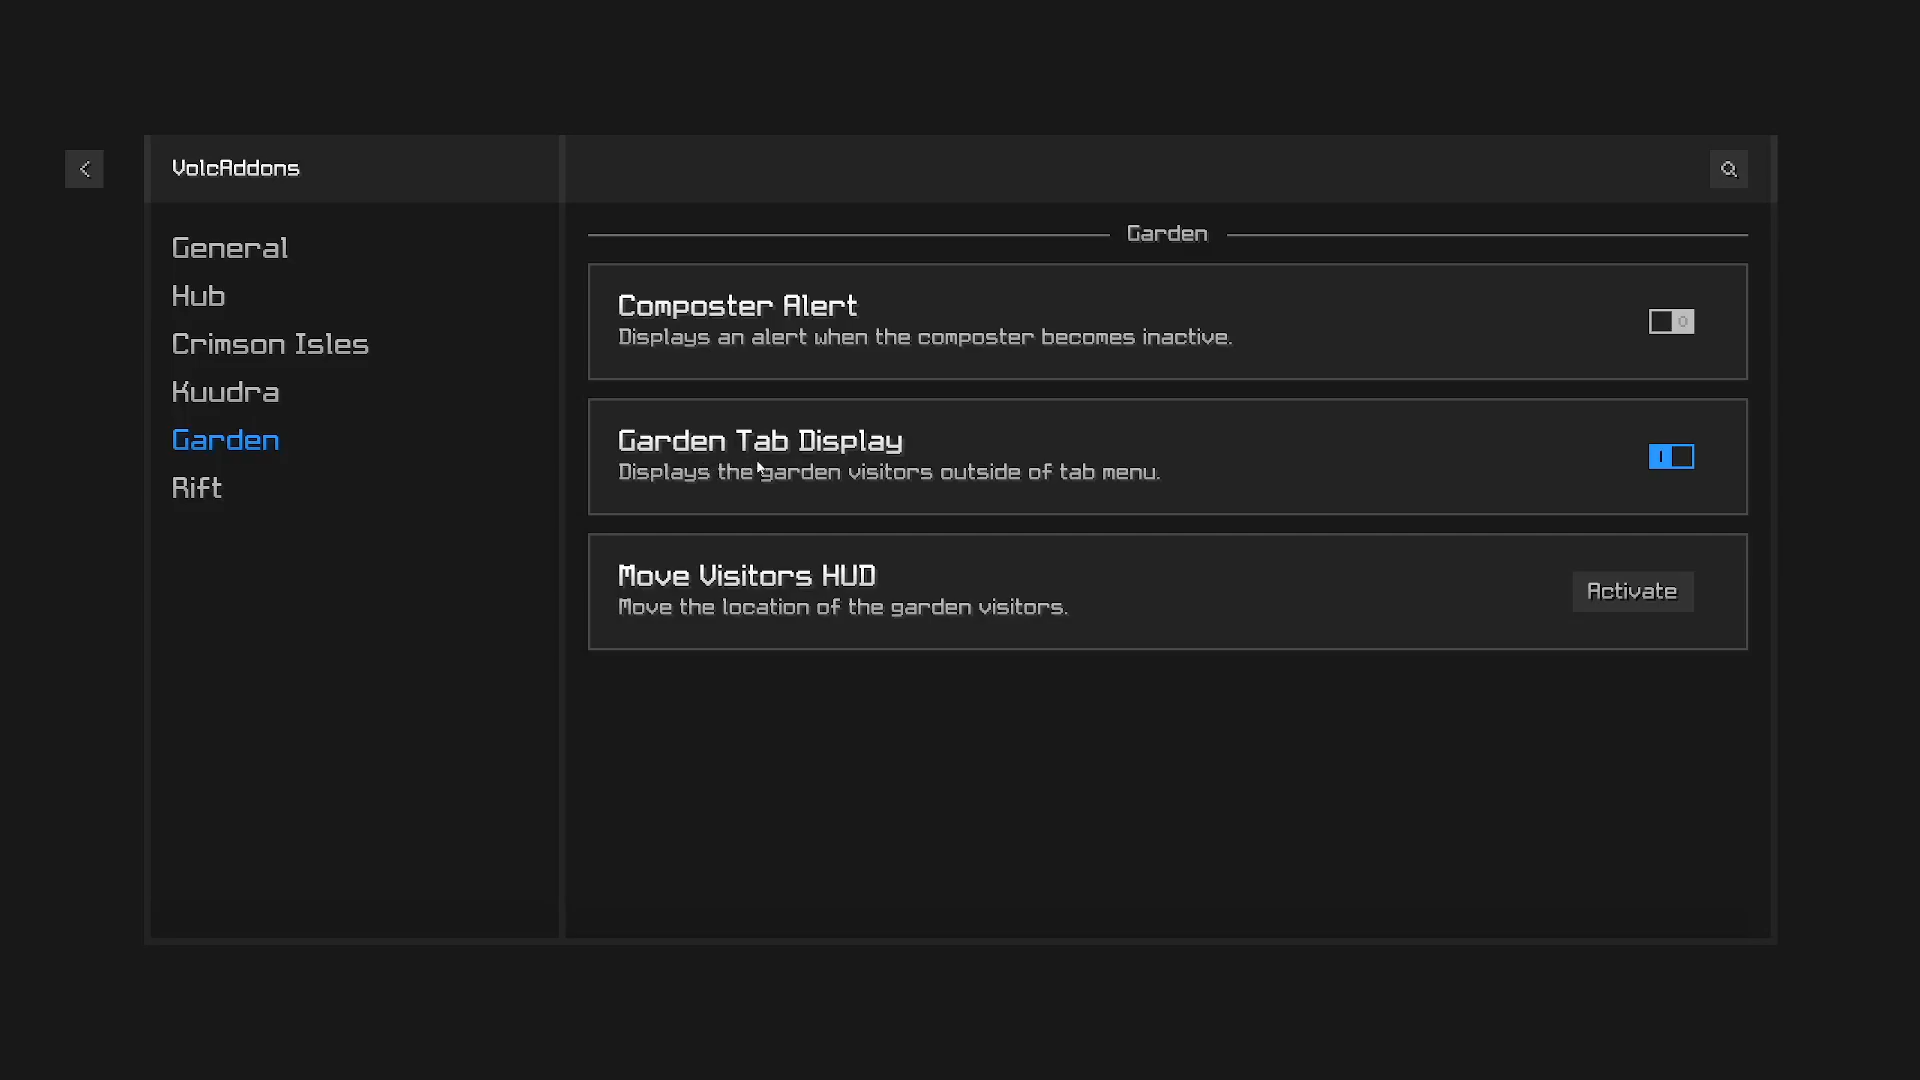 VolcAddons
General
Hub
Crimson Isles
Kuudra
Garden
Rift
Garden
Composter Alert
Displays an alert when the composter becomes inactive.
Garden Tab Display
Displays the garden visitors outside of tab menu.
Move Visitors HUD
Move the location of the garden visitors.
Activate